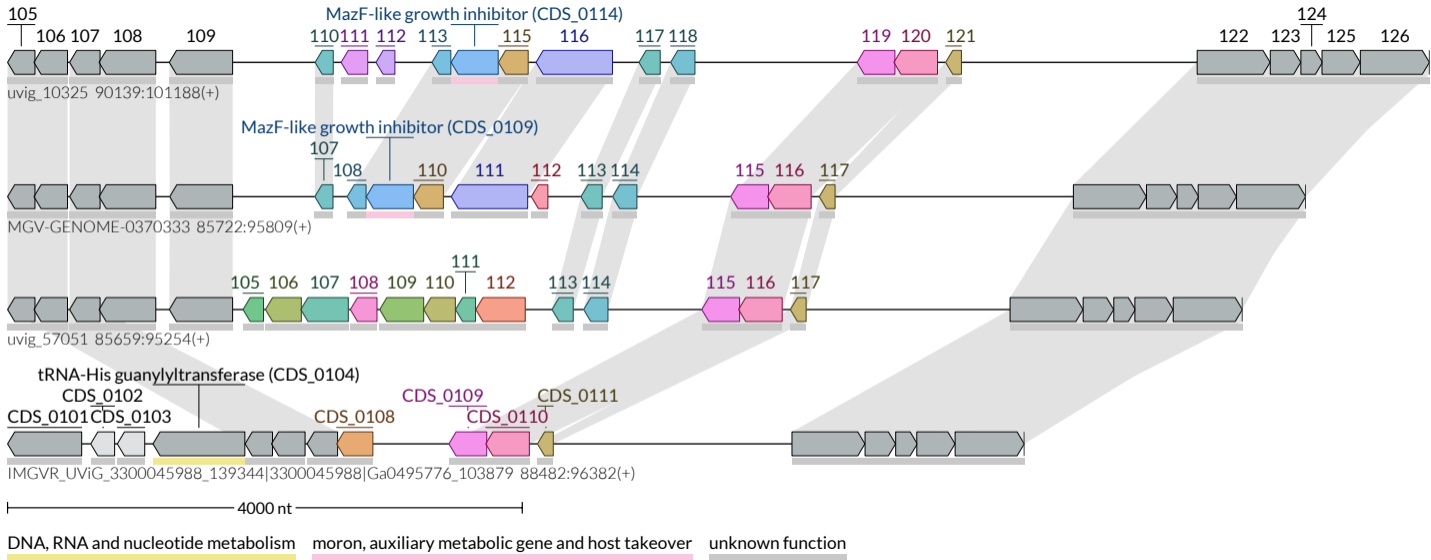 105 MazF-like growth inhibitor (CDS_0114) 124
106 107 108 109 110 111 112 113 115 116 117 118 119 120 121 122 123 125 126
uvig_10325 90139:101188(+)
MazF-like growth inhibitor (CDS_0109)
107
108 110 111 112 113 114 115 116 117
MGV-GENOME-0370333 85722:95809(+)
111
105 106 107 108 109 110 112 113 114 115 116 117
uvig_57051 85659:95254(+)
tRNA-His guanylyltransferase (CDS_0104)
CDS_0102 CDS_0109 CDS_0111
CDS_0101 CDS_0103 CDS_0108 CDS_0110
IMGVR_UViG_3300045988_139344|3300045988|Ga0495776_103879 88482:96382(+)
4000 nt
DNA, RNA and nucleotide metabolism moron, auxiliary metabolic gene and host takeover unknown function